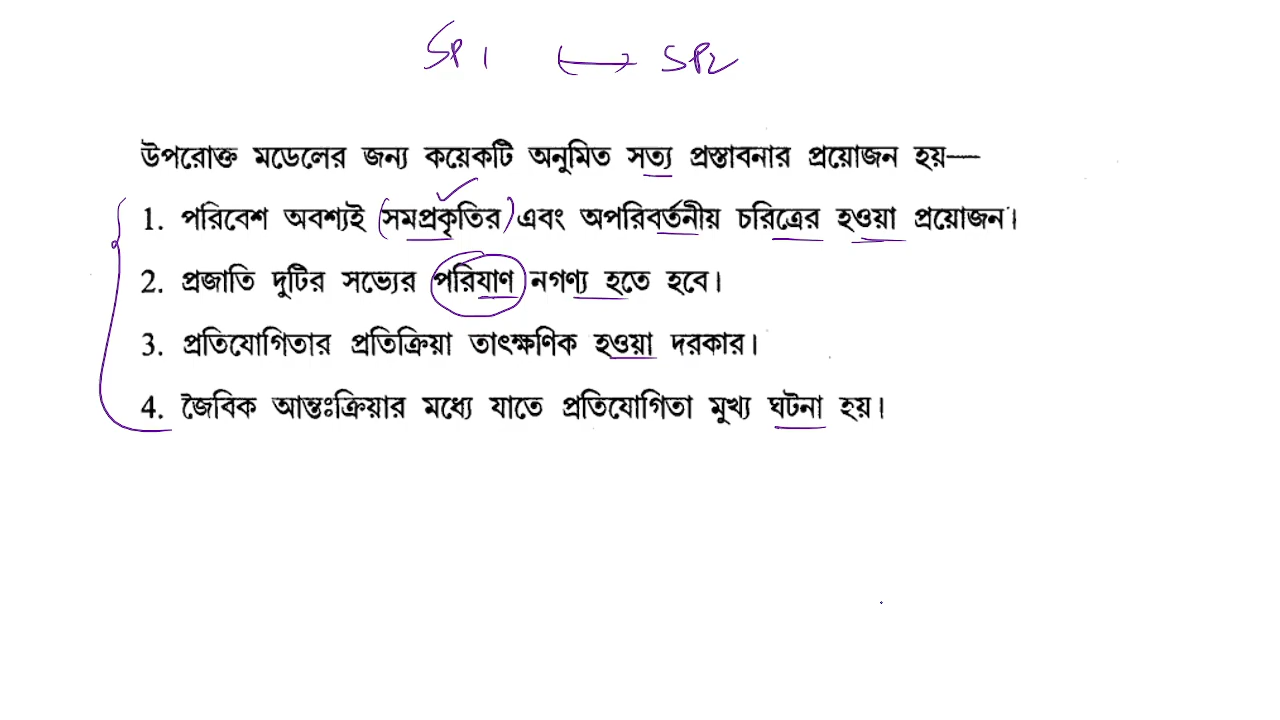 SP1 ⟷ SP2
উপরোক্ত মডেলের জন্য কয়েকটি অনুমিত সত্য প্রস্তাবনার প্রয়োজন হয়—
1. পরিবেশ অবশ্যই (সমপ্রকৃতির) এবং অপরিবর্তনীয় চরিত্রের হওয়া প্রয়োজন।
2. প্রজাতি দুটির সভ্যের পরিযাণ নগণ্য হতে হবে।
3. প্রতিযোগিতার প্রতিক্রিয়া তাৎক্ষণিক হওয়া দরকার।
4. জৈবিক আন্তঃক্রিয়ার মধ্যে যাতে প্রতিযোগিতা মুখ্য ঘটনা হয়।